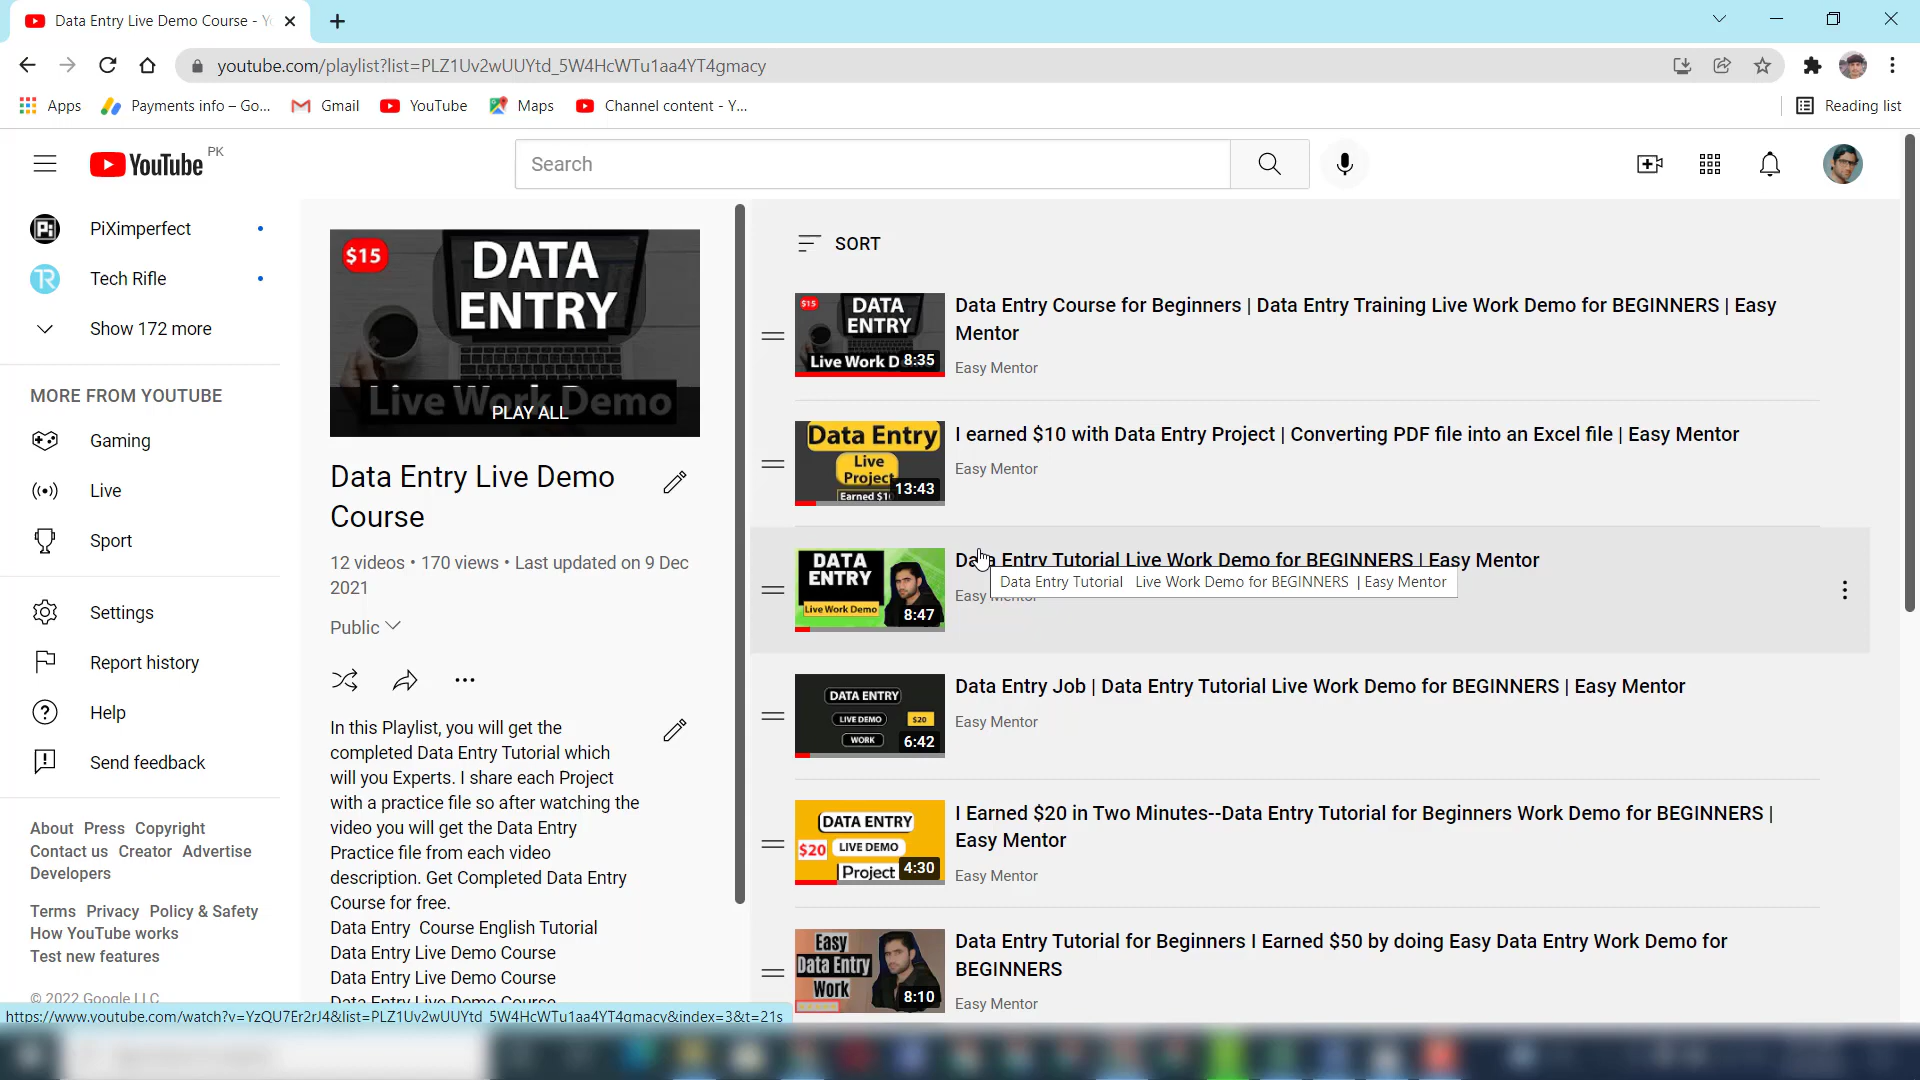 Data Entry Live Demo Course - Y
youtube.com/playlist?list=PLZ1Uv2wUUYtd_5W4HcWTu1aa4YT4gmacy
Apps
Payments info – Go...
Gmail
YouTube
Maps
Channel content - Y...
Reading list
YouTube PK
Search
PiXimperfect
Tech Rifle
Show 172 more
MORE FROM YOUTUBE
Gaming
Live
Sport
Settings
Report history
Help
Send feedback
About Press Copyright
Contact us Creator Advertise
Developers
Terms Privacy Policy & Safety
How YouTube works
Test new features
© 2022 Google LLC
$15
DATA
ENTRY
Live Work Demo
PLAY ALL
Data Entry Live Demo
Course
12 videos • 170 views • Last updated on 9 Dec
2021
Public
In this Playlist, you will get the
completed Data Entry Tutorial which
will you Experts. I share each Project
with a practice file so after watching the
video you will get the Data Entry
Practice file from each video
description. Get Completed Data Entry
Course for free.
Data Entry Course English Tutorial
Data Entry Live Demo Course
Data Entry Live Demo Course
Data Entry Live Demo Course
SORT
$15
DATA
ENTRY
Live Work D
8:35
Data Entry Course for Beginners | Data Entry Training Live Work Demo for BEGINNERS | Easy
Mentor
Easy Mentor
Data Entry
Live
Project
Earned $10
13:43
I earned $10 with Data Entry Project | Converting PDF file into an Excel file | Easy Mentor
Easy Mentor
DATA
ENTRY
Live Work Demo
8:47
Data Entry Tutorial Live Work Demo for BEGINNERS | Easy Mentor
Data Entry Tutorial Live Work Demo for BEGINNERS | Easy Mentor
Easy Mentor
DATA ENTRY
LIVE DEMO
$20
WORK
6:42
Data Entry Job | Data Entry Tutorial Live Work Demo for BEGINNERS | Easy Mentor
Easy Mentor
DATA ENTRY
$20
LIVE DEMO
Project
4:30
I Earned $20 in Two Minutes--Data Entry Tutorial for Beginners Work Demo for BEGINNERS |
Easy Mentor
Easy Mentor
Easy
Data Entry
Work
8:10
Data Entry Tutorial for Beginners I Earned $50 by doing Easy Data Entry Work Demo for
BEGINNERS
Easy Mentor
https://www.youtube.com/watch?v=YzQU7Er2rJ4&list=PLZ1Uv2wUUYtd_5W4HcWTu1aa4YT4gmacy&index=3&t=21s